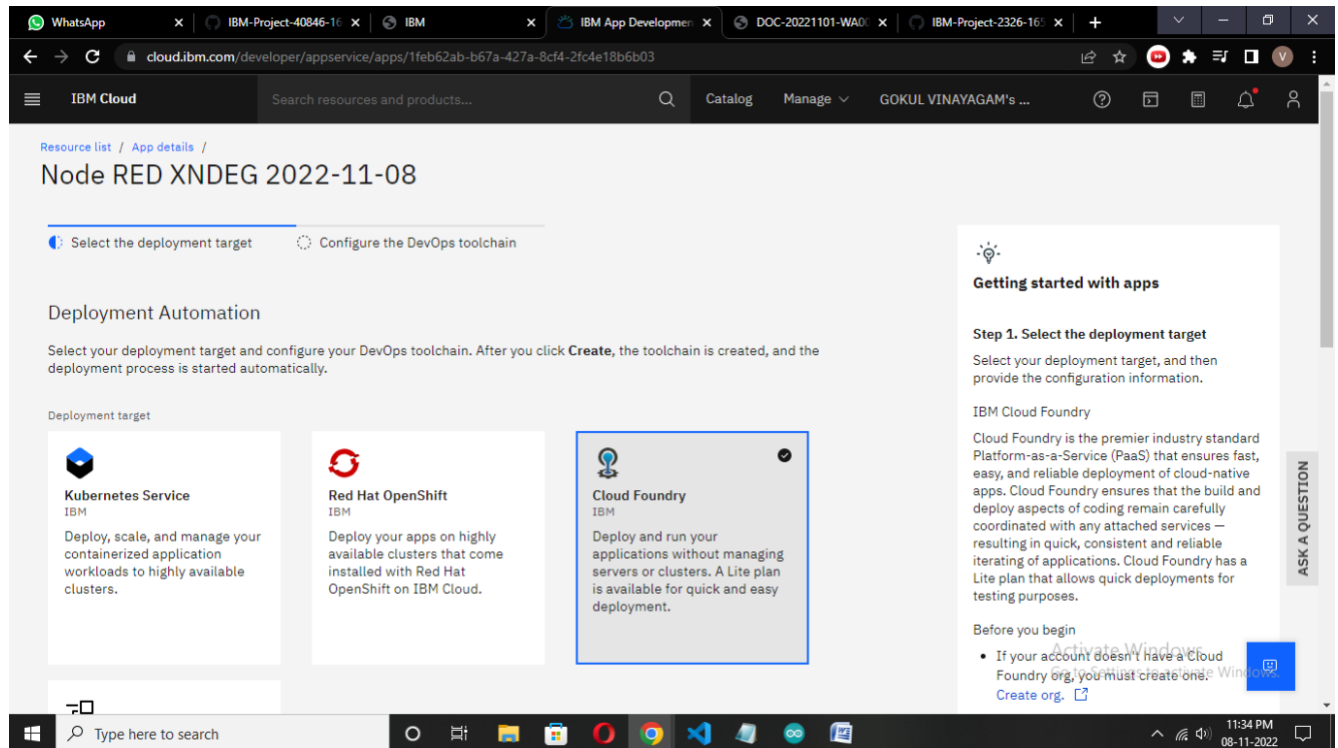 WhatsApp
IBM-Project-40846-16
IBM
IBM App Developmen
DOC-20221101-WA00
IBM-Project-2326-165
cloud.ibm.com/developer/appservice/apps/1feb62ab-b67a-427a-8cf4-2fc4e18b6b03
V
IBM Cloud
Search resources and products...
Catalog
Manage
GOKUL VINAYAGAM's ...
Resource list / App details /
Node RED XNDEG 2022-11-08
Select the deployment target
Configure the DevOps toolchain
Deployment Automation
Select your deployment target and configure your DevOps toolchain. After you click Create, the toolchain is created, and the
deployment process is started automatically.
Deployment target
Kubernetes Service
IBM
Deploy, scale, and manage your
containerized application
workloads to highly available
clusters.
Red Hat OpenShift
IBM
Deploy your apps on highly
available clusters that come
installed with Red Hat
OpenShift on IBM Cloud.
Cloud Foundry
IBM
Deploy and run your
applications without managing
servers or clusters. A Lite plan
is available for quick and easy
deployment.
Getting started with apps
Step 1. Select the deployment target
Select your deployment target, and then
provide the configuration information.
IBM Cloud Foundry
Cloud Foundry is the premier industry standard
Platform-as-a-Service (PaaS) that ensures fast,
easy, and reliable deployment of cloud-native
apps. Cloud Foundry ensures that the build and
deploy aspects of coding remain carefully
coordinated with any attached services —
resulting in quick, consistent and reliable
iterating of applications. Cloud Foundry has a
Lite plan that allows quick deployments for
testing purposes.
Before you begin
• If your account doesn't have a Cloud
Foundry org, you must create one.
Create org.
Activate Windows
Go to Settings to activate Windows.
ASK A QUESTION
Type here to search
11:34 PM
08-11-2022